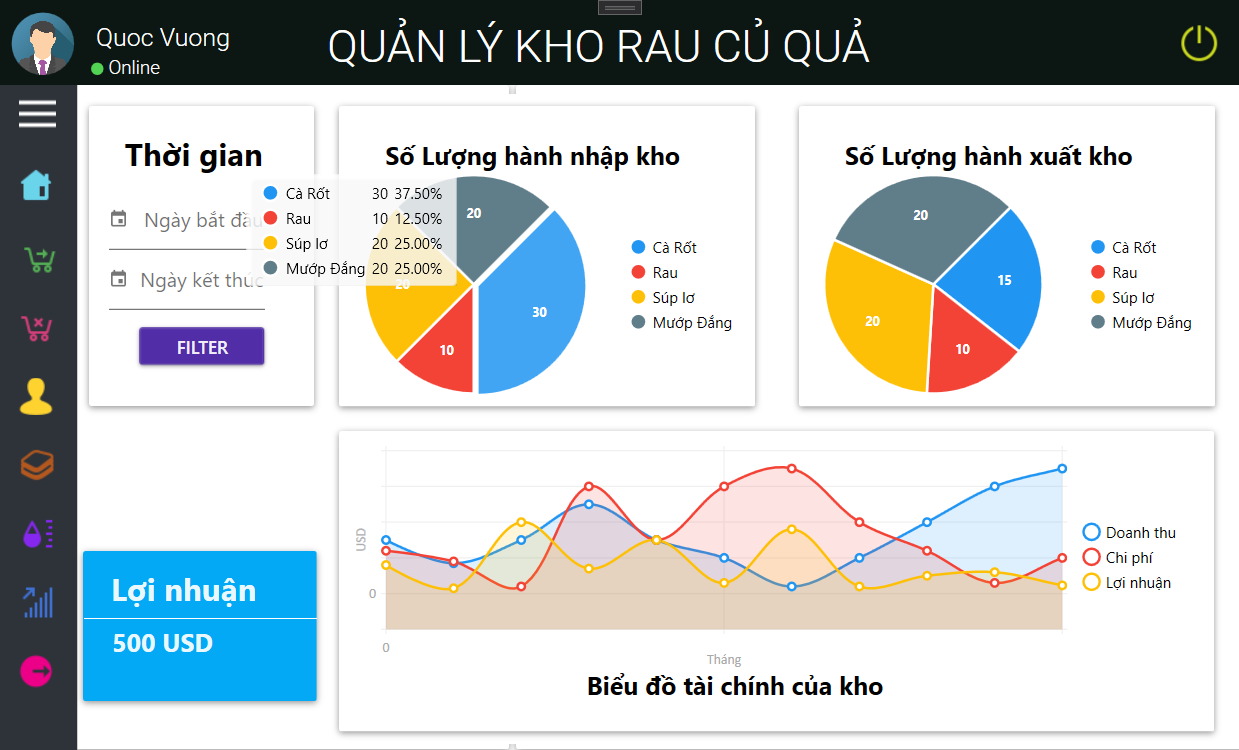 Quoc Vuong
Online
QUẢN LÝ KHO RAU CỦ QUẢ
Thời gian
Ngày bắt đầu
Ngày kết thúc
FILTER
Số Lượng hành nhập kho
Cà Rốt 30 37.50%
Rau 10 12.50%
Súp lơ 20 25.00%
Mướp Đắng 20 25.00%
20
20
10
30
Cà Rốt
Rau
Súp lơ
Mướp Đắng
Số Lượng hành xuất kho
20
15
20
10
Cà Rốt
Rau
Súp lơ
Mướp Đắng
Lợi nhuận
500 USD
USD
0
0
Tháng
Doanh thu
Chi phí
Lợi nhuận
Biểu đồ tài chính của kho